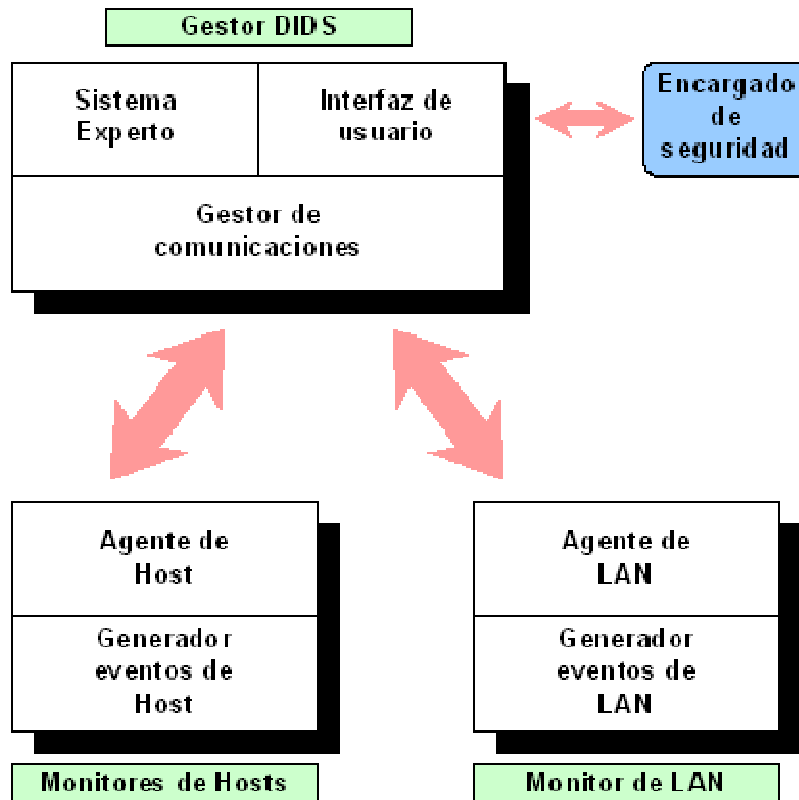 Gestor DIDS
Sistema
Experto
Interfaz de
usuario
Encargado
de
seguridad
Gestor de
comunicaciones
Agente de
Host
Generador
eventos de
Host
Monitores de Hosts
Agente de
LAN
Generador
eventos de
LAN
Monitor de LAN